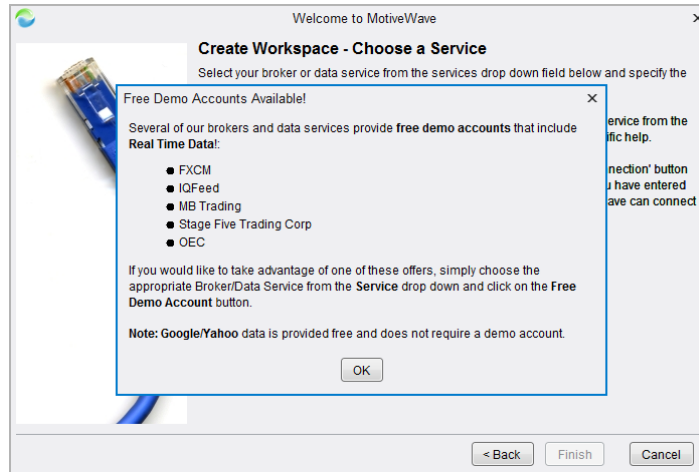 Welcome to MotiveWave
Create Workspace - Choose a Service
Select your broker or data service from the services drop down field below and specify the
Free Demo Accounts Available!
ervice from the
ific help.
Several of our brokers and data services provide free demo accounts that include
Real Time Data!:
nnection' button
u have entered
ave can connect
FXCM
IQFeed
MB Trading
Stage Five Trading Corp
OEC
If you would like to take advantage of one of these offers, simply choose the
appropriate Broker/Data Service from the Service drop down and click on the Free
Demo Account button.
Note: Google/Yahoo data is provided free and does not require a demo account.
OK
< Back
Finish
Cancel